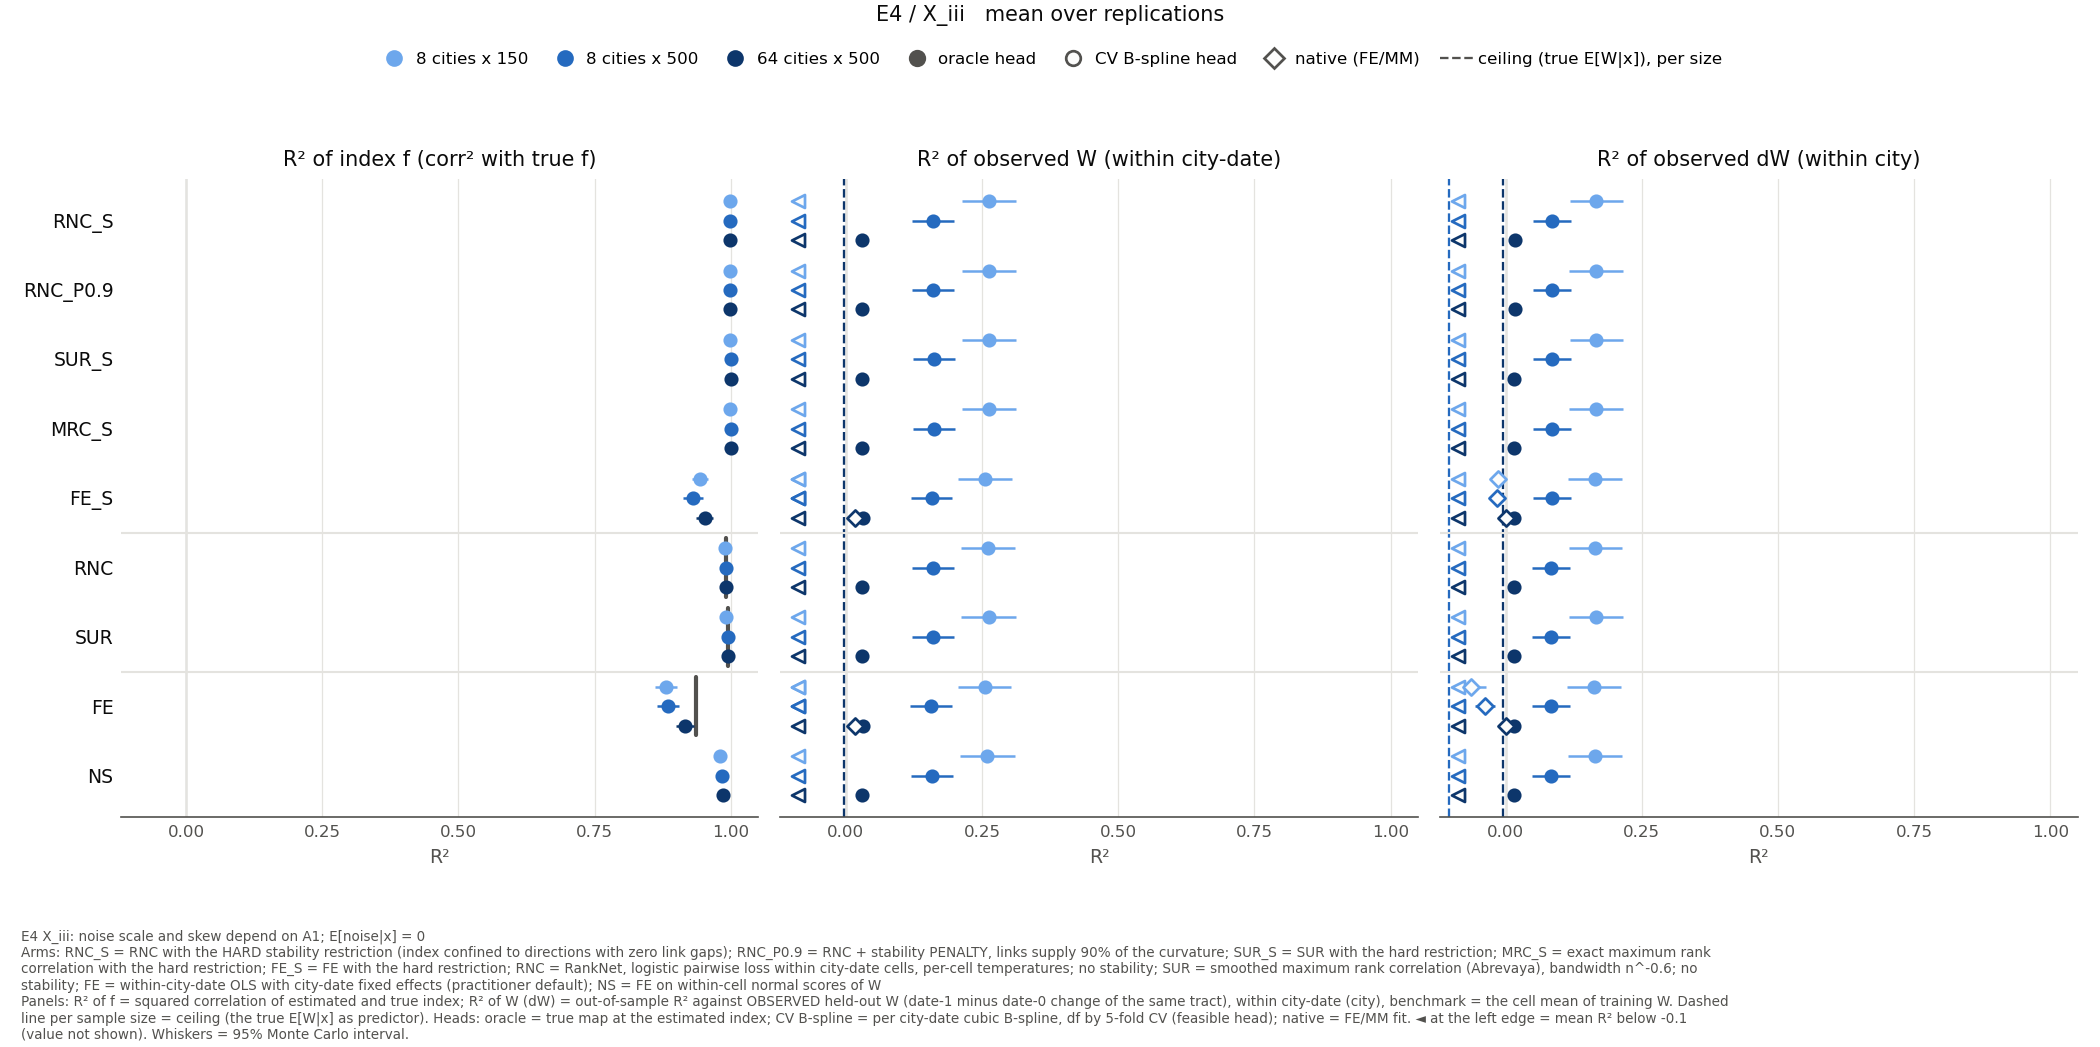 E4 / X_iii   mean over replications
8 cities x 150
8 cities x 500
64 cities x 500
oracle head
CV B-spline head
native (FE/MM)
ceiling (true E[W|x]), per size
R² of index f (corr² with true f)
R² of observed W (within city-date)
R² of observed dW (within city)
RNC_S
RNC_P0.9
SUR_S
MRC_S
FE_S
RNC
SUR
FE
NS
0.00 0.25 0.50 0.75 1.00
0.00 0.25 0.50 0.75 1.00
0.00 0.25 0.50 0.75 1.00
R²
R²
R²
E4 X_iii: noise scale and skew depend on A1; E[noise|x] = 0
Arms: RNC_S = RNC with the HARD stability restriction (index confined to directions with zero link gaps); RNC_P0.9 = RNC + stability PENALTY, links supply 90% of the curvature; SUR_S = SUR with the hard restriction; MRC_S = exact maximum rank
correlation with the hard restriction; FE_S = FE with the hard restriction; RNC = RankNet, logistic pairwise loss within city-date cells, per-cell temperatures; no stability; SUR = smoothed maximum rank correlation (Abrevaya), bandwidth n^-0.6; no
stability; FE = within-city-date OLS with city-date fixed effects (practitioner default); NS = FE on within-cell normal scores of W
Panels: R² of f = squared correlation of estimated and true index; R² of W (dW) = out-of-sample R² against OBSERVED held-out W (date-1 minus date-0 change of the same tract), within city-date (city), benchmark = the cell mean of training W. Dashed
line per sample size = ceiling (the true E[W|x] as predictor). Heads: oracle = true map at the estimated index; CV B-spline = per city-date cubic B-spline, df by 5-fold CV (feasible head); native = FE/MM fit. ◄ at the left edge = mean R² below -0.1
(value not shown). Whiskers = 95% Monte Carlo interval.